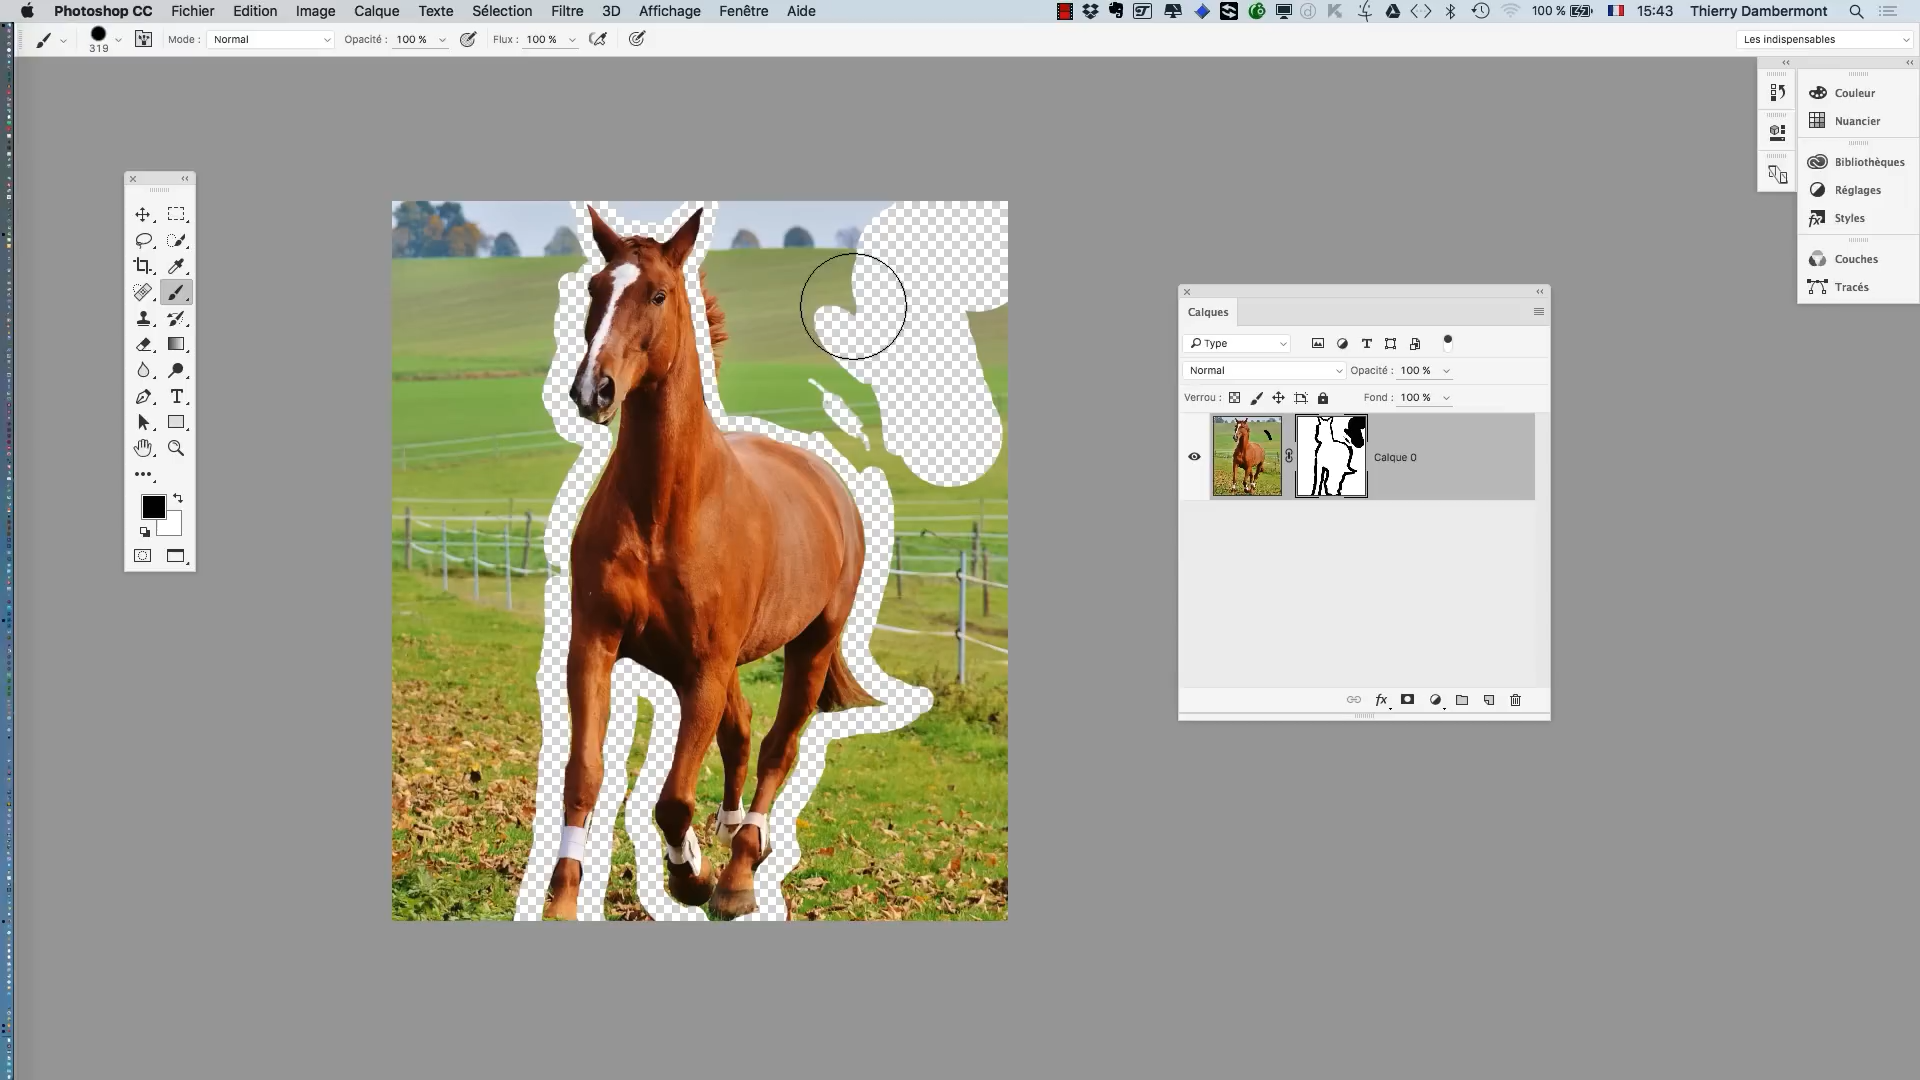 Photoshop CC Fichier Edition Image Calque Texte Sélection Filtre 3D Affichage Fenêtre Aide 100 % 15:43 Thierry Dambermont
319 Mode : Normal Opacité : 100 % Flux : 100 % Les indispensables
Couleur
Nuancier
Bibliothèques
Réglages
Styles
Couches
Tracés
Calques
Type
Normal Opacité : 100 %
Verrou : Fond : 100 %
Calque 0
fx